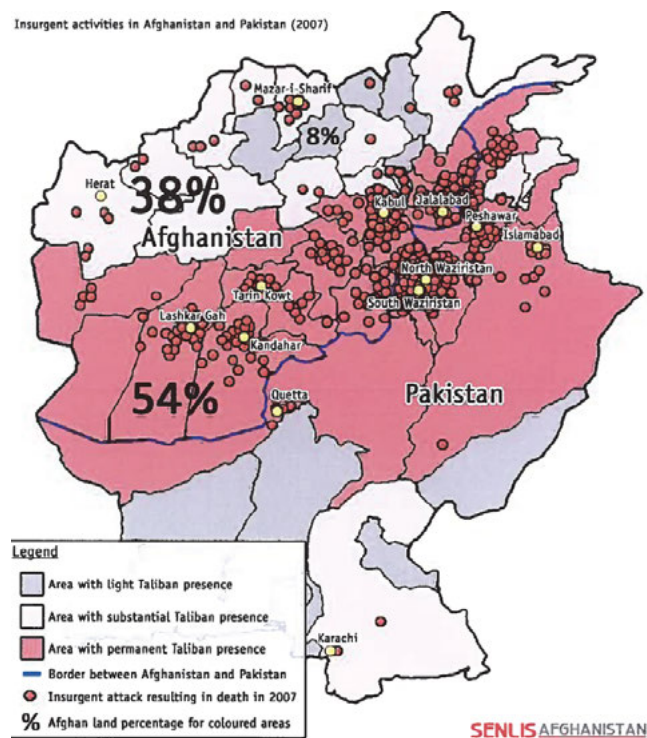 Insurgent activities in Afghanistan and Pakistan (2007)
Mazar-i-Sharif
8%
Herat
38%
Afghanistan
Kabul
Jalalabad
Peshawar
Islamabad
North Waziristan
South Waziristan
Tarin Kowt
Lashkar Gah
Kandahar
54%
Quetta
Pakistan
Legend
Area with light Taliban presence
Area with substantial Taliban presence
Area with permanent Taliban presence
Border between Afghanistan and Pakistan
Insurgent attack resulting in death in 2007
% Afghan land percentage for coloured areas
Karachi
SENLIS AFGHANISTAN